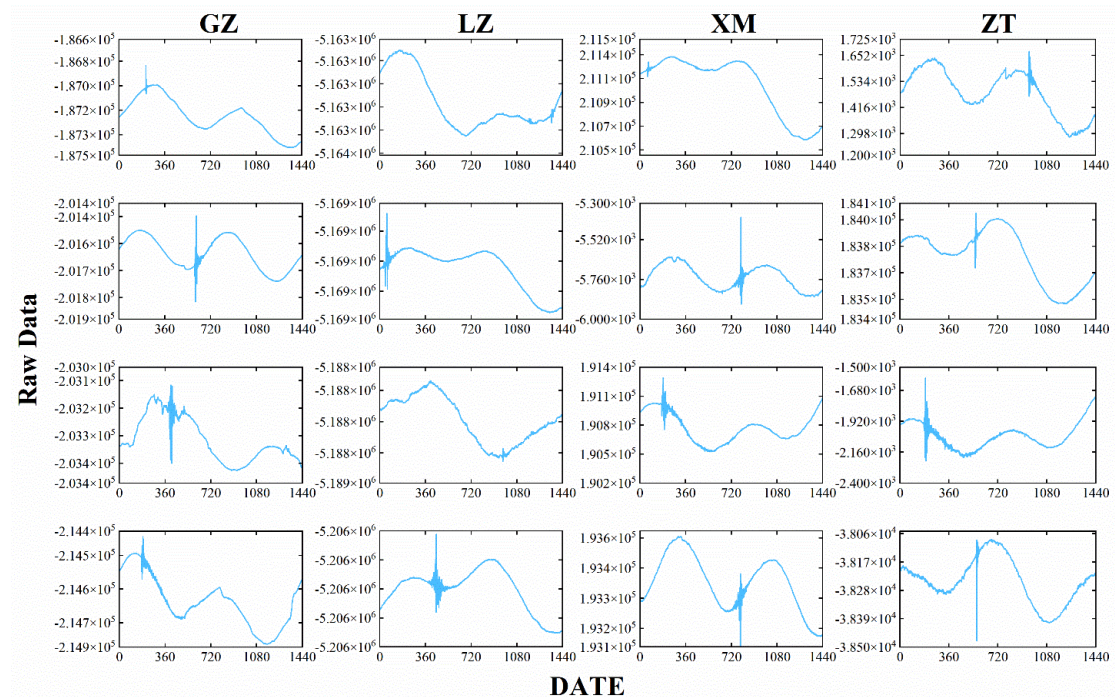 GZ LZ XM ZT
-1.866×10⁵ -5.163×10⁶ 2.115×10⁵ 1.725×10³
-1.868×10⁵ -5.163×10⁶ 2.113×10⁵ 1.652×10³
-1.870×10⁵ -5.163×10⁶ 2.111×10⁵ 1.534×10³
-1.872×10⁵ -5.163×10⁶ 2.109×10⁵ 1.416×10³
-1.873×10⁵ -5.163×10⁶ 2.107×10⁵ 1.298×10³
-1.875×10⁵ -5.164×10⁶ 2.105×10⁵ 1.200×10³
0 360 720 1080 1440 0 360 720 1080 1440 0 360 720 1080 1440 0 360 720 1080 1440
-2.014×10⁵ -5.169×10⁶ -5.300×10³ 1.841×10⁵
-2.014×10⁵ -5.169×10⁶ -5.520×10³ 1.840×10⁵
-2.016×10⁵ -5.169×10⁶ -5.760×10³ 1.838×10⁵
-2.017×10⁵ -5.169×10⁶ -6.000×10³ 1.837×10⁵
-2.018×10⁵ 1.835×10⁵
-2.019×10⁵ 1.834×10⁵
0 360 720 1080 1440 0 360 720 1080 1440 0 360 720 1080 1440 0 360 720 1080 1440
Raw Data
-2.030×10⁵ -5.188×10⁶ 1.914×10⁵ -1.500×10³
-2.031×10⁵ -5.188×10⁶ 1.911×10⁵ -1.680×10³
-2.032×10⁵ -5.188×10⁶ 1.908×10⁵ -1.920×10³
-2.033×10⁵ -5.188×10⁶ 1.905×10⁵ -2.160×10³
-2.034×10⁵ -5.189×10⁶ 1.902×10⁵ -2.400×10³
-2.034×10⁵
0 360 720 1080 1440 0 360 720 1080 1440 0 360 720 1080 1440 0 360 720 1080 1440
-2.144×10⁵ -5.206×10⁶ 1.936×10⁵ -3.806×10⁴
-2.145×10⁵ -5.206×10⁶ 1.934×10⁵ -3.817×10⁴
-2.146×10⁵ -5.206×10⁶ 1.933×10⁵ -3.828×10⁴
-2.147×10⁵ -5.206×10⁶ 1.932×10⁵ -3.839×10⁴
-2.149×10⁵ 1.931×10⁵ -3.850×10⁴
0 360 720 1080 1440 0 360 720 1080 1440 0 360 720 1080 1440 0 360 720 1080 1440
DATE